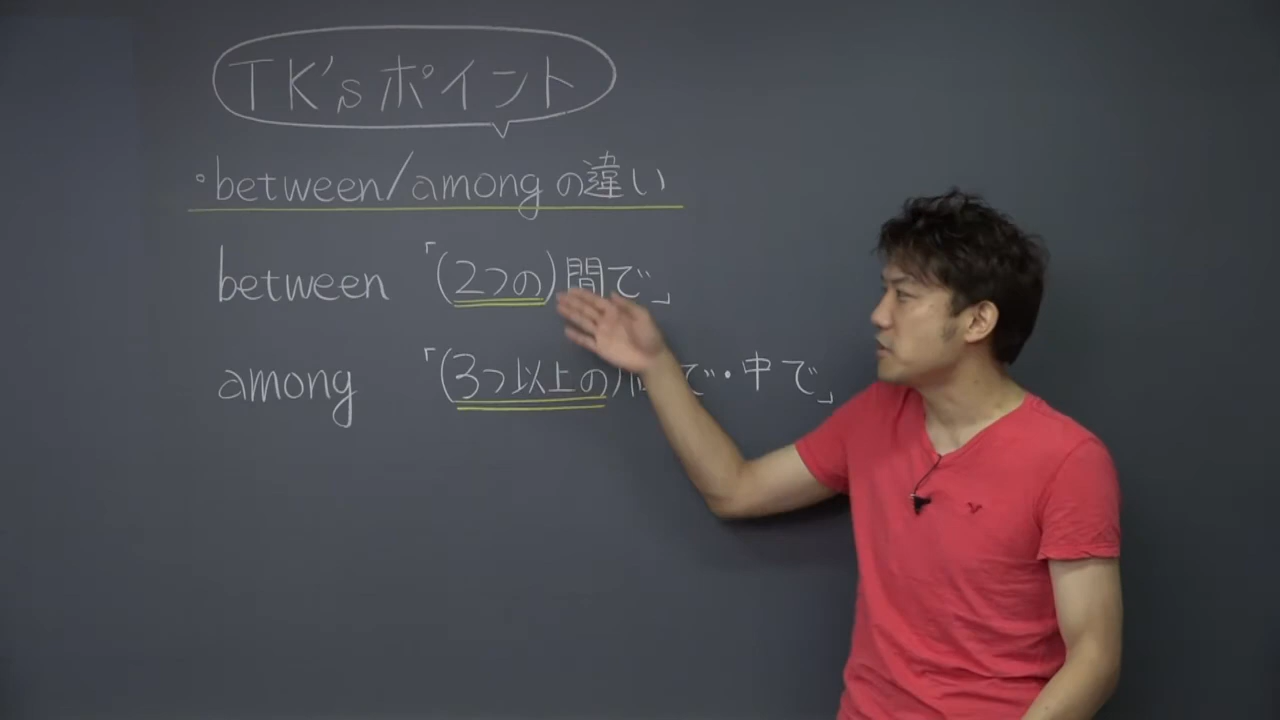 TK'sポイント
・between/amongの違い
between 「(2つの)間で」
among 「(3つ以上の) で・中で」